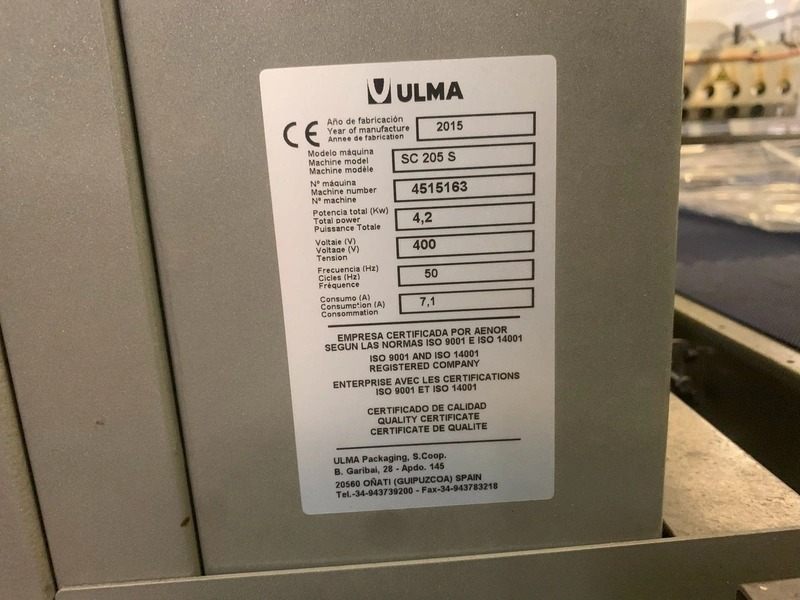 ULMA
CE
Año de fabricación
Year of manufacture
Annee de fabrication
2015
Modelo máquina
Machine model
Machine modèle
SC 205 S
Nº máquina
Machine number
Nº machine
4515163
Potencia total (Kw)
Total power
Puissance Totale
4,2
Voltaje (V)
Voltage (V)
Tension
400
Frecuencia (Hz)
Cicles (Hz)
Fréquence
50
Consumo (A)
Consumption (A)
Consommation
7,1
EMPRESA CERTIFICADA POR AENOR
SEGUN LAS NORMAS ISO 9001 E ISO 14001
ISO 9001 AND ISO 14001
REGISTERED COMPANY
ENTERPRISE AVEC LES CERTIFICATIONS
ISO 9001 ET ISO 14001
CERTIFICADO DE CALIDAD
QUALITY CERTIFICATE
CERTIFICATE DE QUALITE
ULMA Packaging, S.Coop.
B. Garibai, 28 - Apdo. 145
20560 OÑATI (GUIPUZCOA) SPAIN
Tel.-34-943739200 - Fax-34-943783218